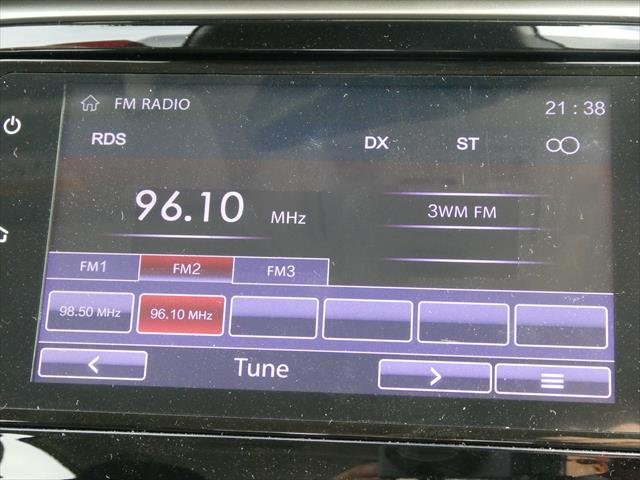 FM RADIO 21:38
RDS DX ST
96.10 MHz 3WM FM
FM1 FM2 FM3
98.50 MHz 96.10 MHz
< Tune >